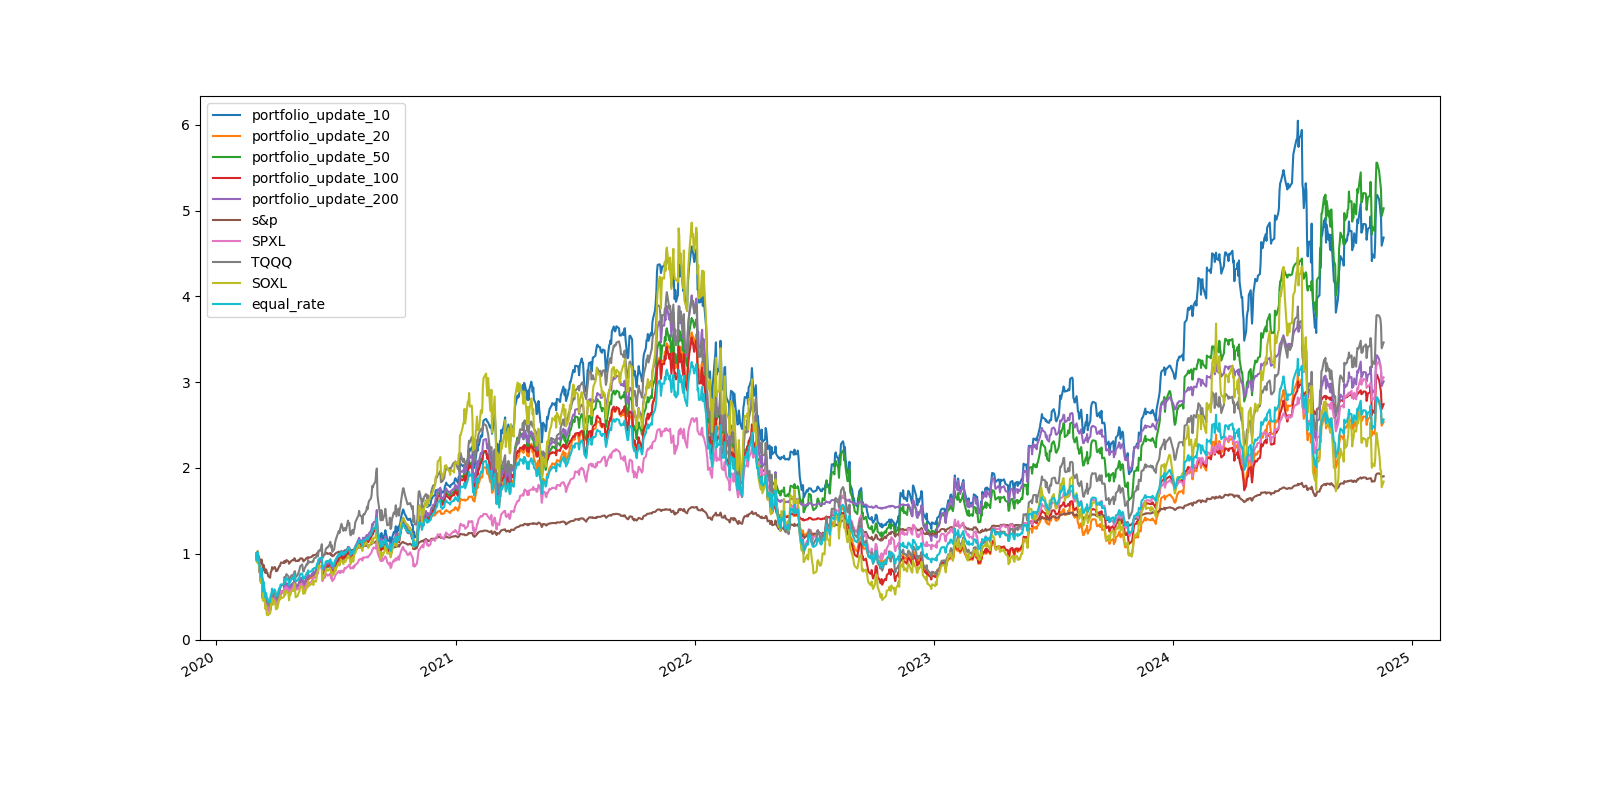 portfolio_update_10
portfolio_update_20
portfolio_update_50
portfolio_update_100
portfolio_update_200
s&p
SPXL
TQQQ
SOXL
equal_rate
6
5
4
3
2
1
0
2020
2021
2022
2023
2024
2025